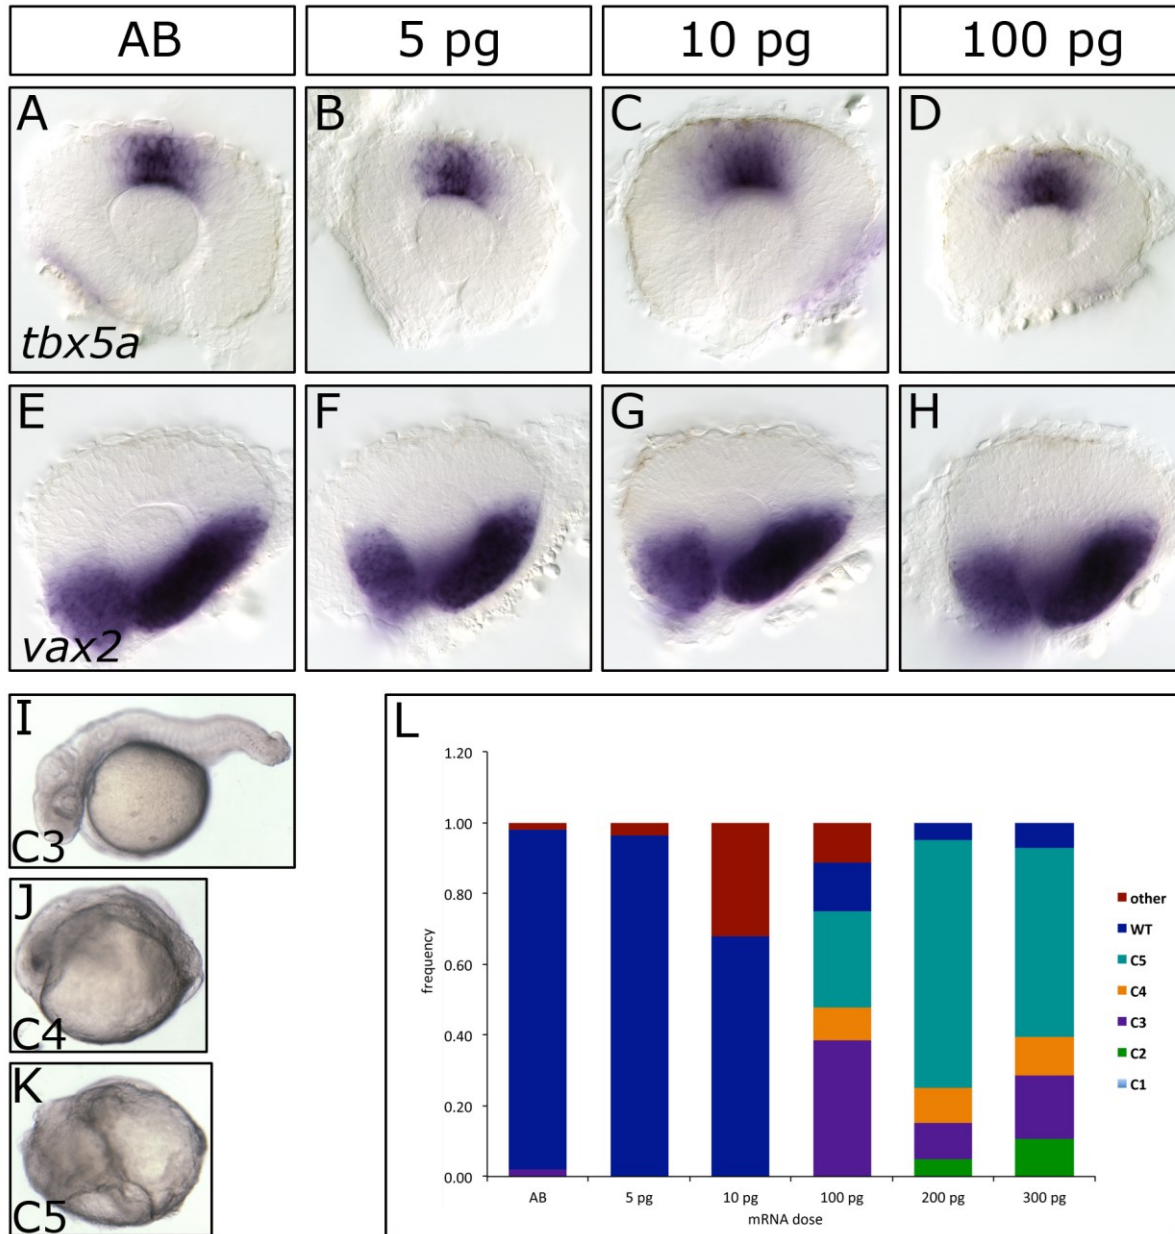 AB
5 pg
10 pg
100 pg
A
B
C
D
tbx5a
E
F
G
H
vax2
I
C3
J
C4
K
C5
L
1.20
1.00
0.80
0.60
0.40
0.20
0.00
frequency
AB 5 pg 10 pg 100 pg 200 pg 300 pg
mRNA dose
other
WT
C5
C4
C3
C2
C1